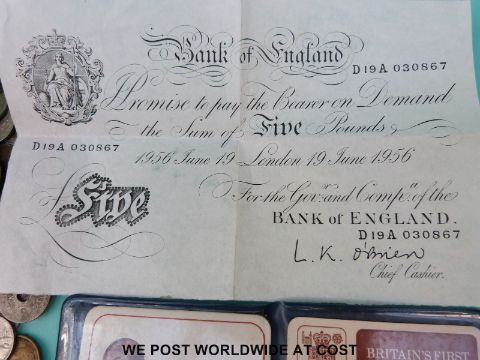 Bank of England
D19A 030867
Promise to pay the Bearer on Demand
the Sum of Five Pounds
D19A 030867
1956 June 19 London 19 June 1956
Five
For the Govr. and Compa. of the
BANK of ENGLAND.
D19A 030867
L. K. O'Brien
Chief Cashier.
BRITAIN'S FIRST
WE POST WORLDWIDE AT COST